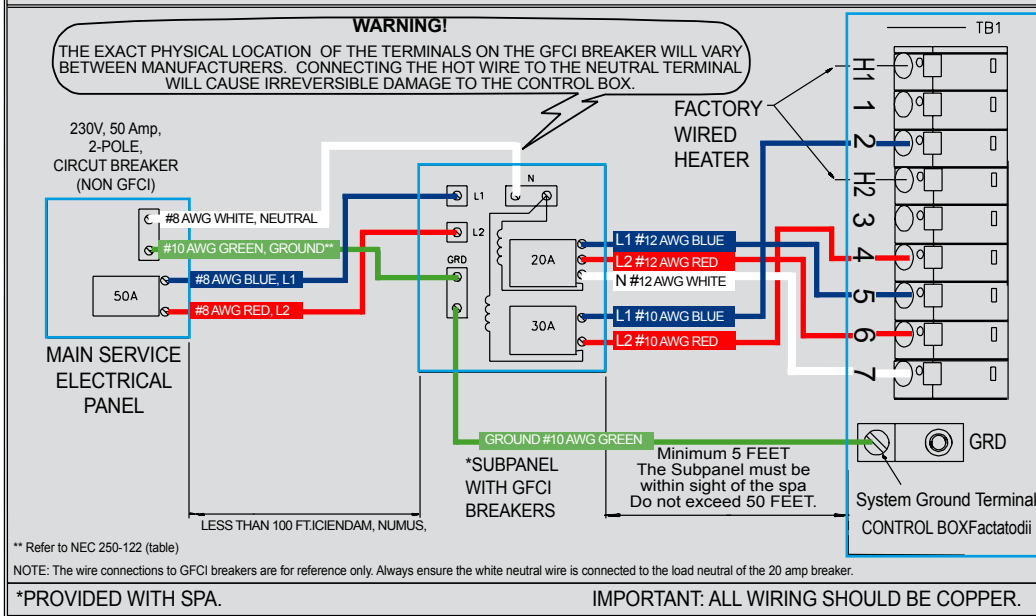 WARNING!
THE EXACT PHYSICAL LOCATION OF THE TERMINALS ON THE GFCI BREAKER WILL VARY
BETWEEN MANUFACTURERS. CONNECTING THE HOT WIRE TO THE NEUTRAL TERMINAL
WILL CAUSE IRREVERSIBLE DAMAGE TO THE CONTROL BOX.
230V, 50 Amp,
2-POLE,
CIRCUT BREAKER
(NON GFCI)
#8 AWG WHITE, NEUTRAL
#10 AWG GREEN, GROUND**
#8 AWG BLUE, L1
#8 AWG RED, L2
50A
MAIN SERVICE
ELECTRICAL
PANEL
N
L1
L2
GRD
20A
30A
L1 #12 AWG BLUE
L2 #12 AWG RED
N #12 AWG WHITE
L1 #10 AWG BLUE
L2 #10 AWG RED
GROUND #10 AWG GREEN
*SUBPANEL
WITH GFCI
BREAKERS
FACTORY
WIRED
HEATER
TB1
H1
1
2
H2
3
4
5
6
7
GRD
Minimum 5 FEET
The Subpanel must be
within sight of the spa
Do not exceed 50 FEET.
System Ground Terminal
CONTROL BOXFactatodii
LESS THAN 100 FT.ICIENDAM, NUMUS,
** Refer to NEC 250-122 (table)
NOTE: The wire connections to GFCI breakers are for reference only. Always ensure the white neutral wire is connected to the load neutral of the 20 amp breaker.
*PROVIDED WITH SPA.
IMPORTANT: ALL WIRING SHOULD BE COPPER.